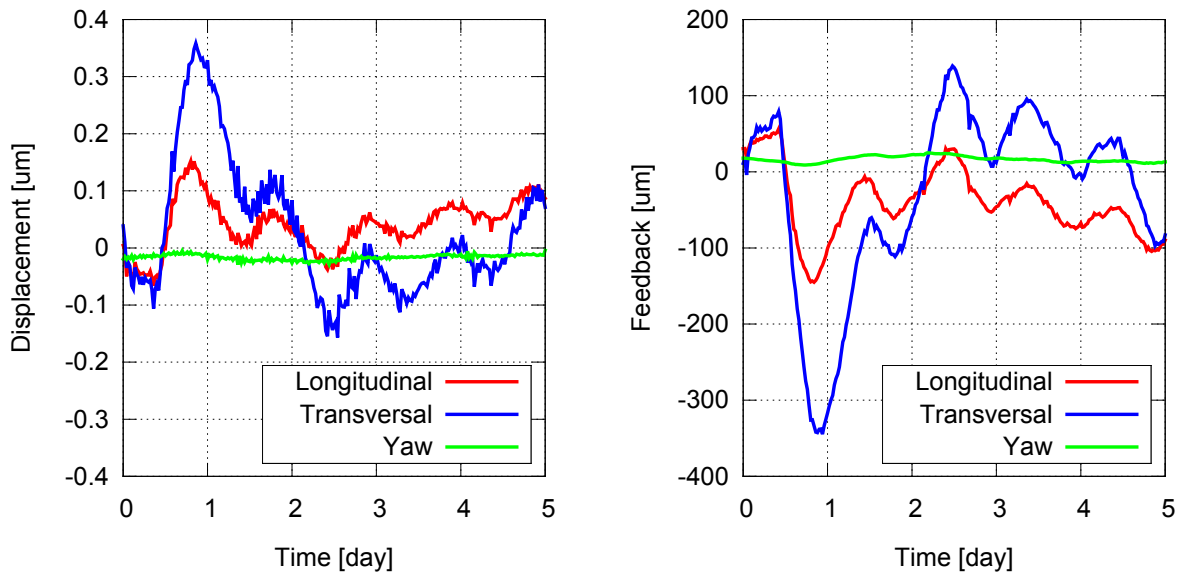 0.4
0.3
0.2
0.1
0
-0.1
-0.2
-0.3
-0.4
Displacement [um]
Longitudinal
Transversal
Yaw
0 1 2 3 4 5
Time [day]
200
100
0
-100
-200
-300
-400
Feedback [um]
Longitudinal
Transversal
Yaw
0 1 2 3 4 5
Time [day]